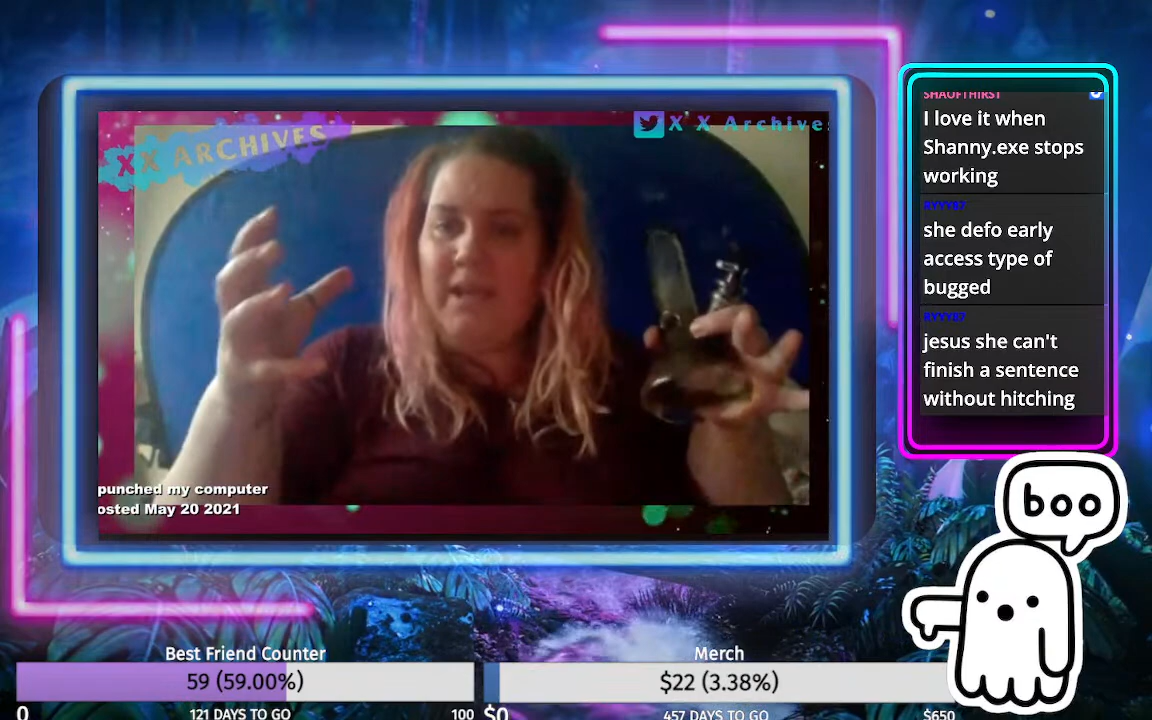 XX ARCHIVES
X X Archive
punched my computer
osted May 20 2021
SHAOFTHIRST
I love it when
Shanny.exe stops
working
she defo early
access type of
bugged
jesus she can't
finish a sentence
without hitching
boo
Best Friend Counter
59 (59.00%)
0
121 DAYS TO GO
100
Merch
$22 (3.38%)
$0
457 DAYS TO GO
$650